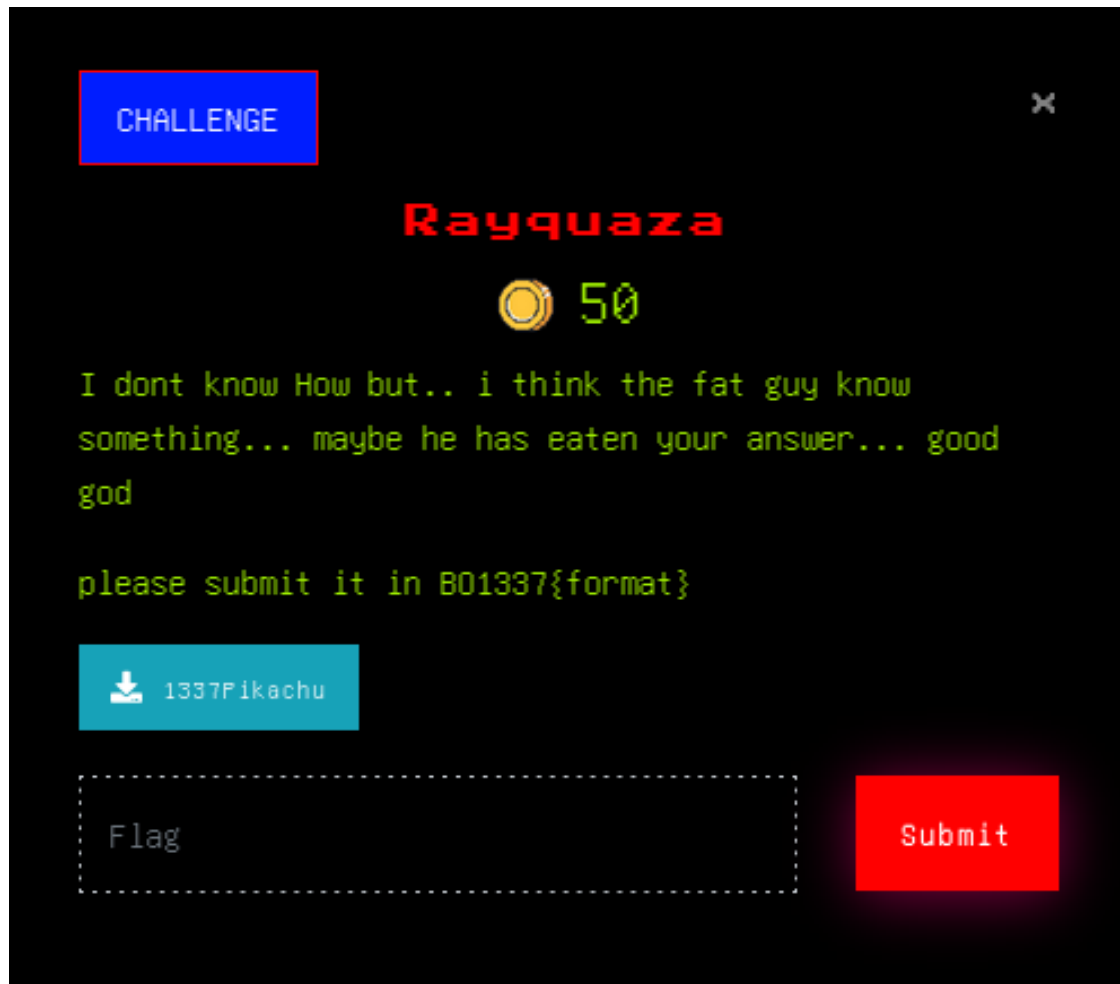 CHALLENGE
×
Rayquaza
50
I dont know How but.. i think the fat guy know
something... maybe he has eaten your answer... good
god
please submit it in BO1337{format}
1337Pikachu
Flag
Submit